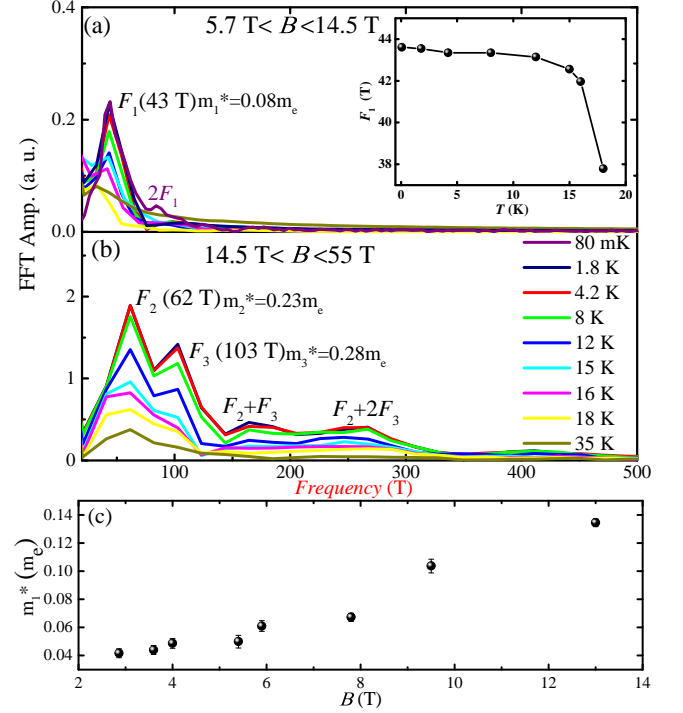 (a)
5.7 T< B <14.5 T
0.4
0.2
0.0
F₁(43 T)m₁*=0.08mₑ
2F₁
F₁ (T)
44
42
40
38
0
5
10
15
20
T (K)
FFT Amp. (a. u.)
(b)
14.5 T< B <55 T
2
1
0
F₂ (62 T)m₂*=0.23mₑ
F₃ (103 T)m₃*=0.28mₑ
F₂+F₃
F₂+2F₃
80 mK
1.8 K
4.2 K
8 K
12 K
15 K
16 K
18 K
35 K
100
200
300
400
500
Frequency (T)
(c)
m₁* (mₑ)
0.14
0.12
0.10
0.08
0.06
0.04
2
4
6
8
10
12
14
B (T)